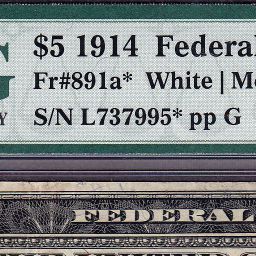 $5 1914 Federal
Fr#891a* White | M
S/N L737995* pp G
FEDERAL